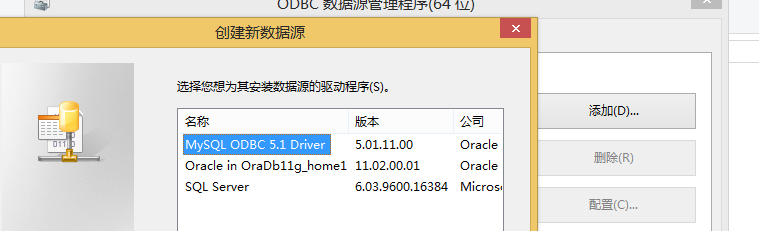 ODBC 数据源管理程序(64 位)
创建新数据源
选择您想为其安装数据源的驱动程序(S)。
名称 版本 公司
MySQL ODBC 5.1 Driver 5.01.11.00 Oracle
Oracle in OraDb11g_home1 11.02.00.01 Oracle
SQL Server 6.03.9600.16384 Microso
添加(D)...
删除(R)
配置(C)...